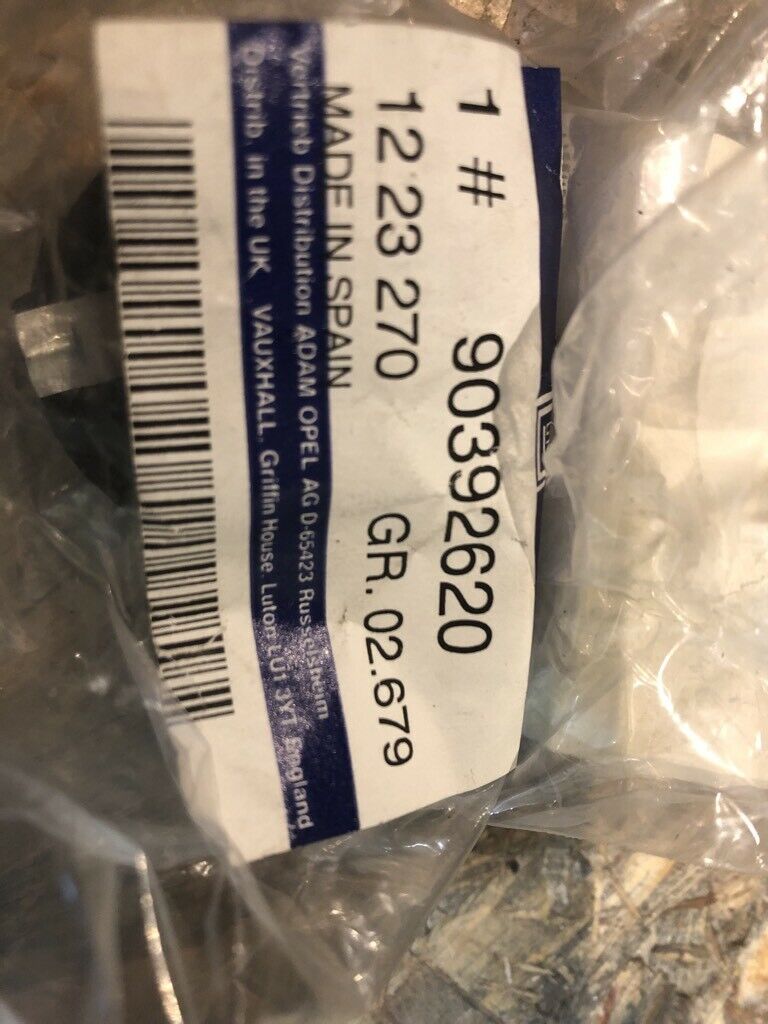 1 # 90392620
12 23 270 GR. 02.679
MADE IN SPAIN
Vertrieb Distribution ADAM OPEL AG D-65423 Russelsheim
Distrib. in the UK VAUXHALL, Griffin House, Luton LU1 3YT, England